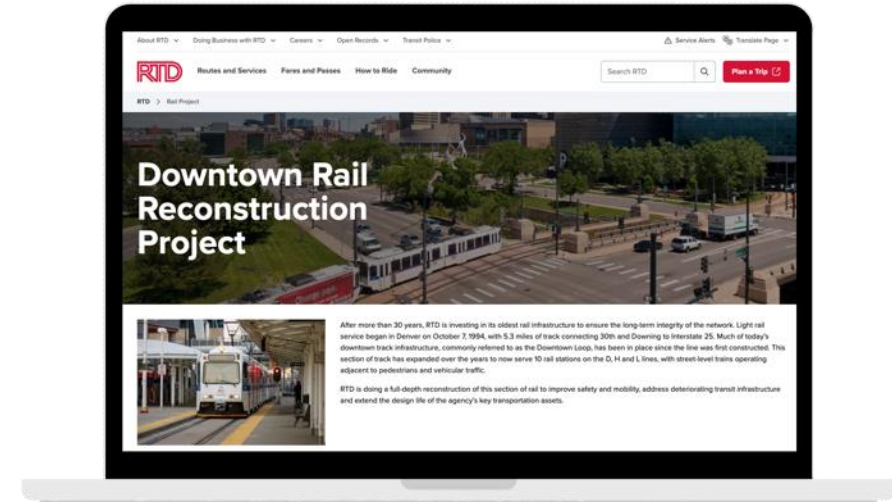 About RTD Doing Business with RTD Careers Open Records Transit Police Service Alerts Translate Page
RTD Routes and Services Fares and Passes How to Ride Community Search RTD Plan a Trip
RTD > Rail Project
Downtown Rail
Reconstruction
Project
After more than 30 years, RTD is investing in its oldest rail infrastructure to ensure the long-term integrity of the network. Light rail
service began in Denver on October 7, 1994, with 5.3 miles of track connecting 30th and Downing to Interstate 25. Much of today's
downtown track infrastructure, commonly referred to as the Downtown Loop, has been in place since the line was first constructed. This
section of track has expanded over the years to now serve 10 rail stations on the D, H and L lines, with street-level trains operating
adjacent to pedestrians and vehicular traffic.
RTD is doing a full-depth reconstruction of this section of rail to improve safety and mobility, address deteriorating transit infrastructure
and extend the design life of the agency's key transportation assets.